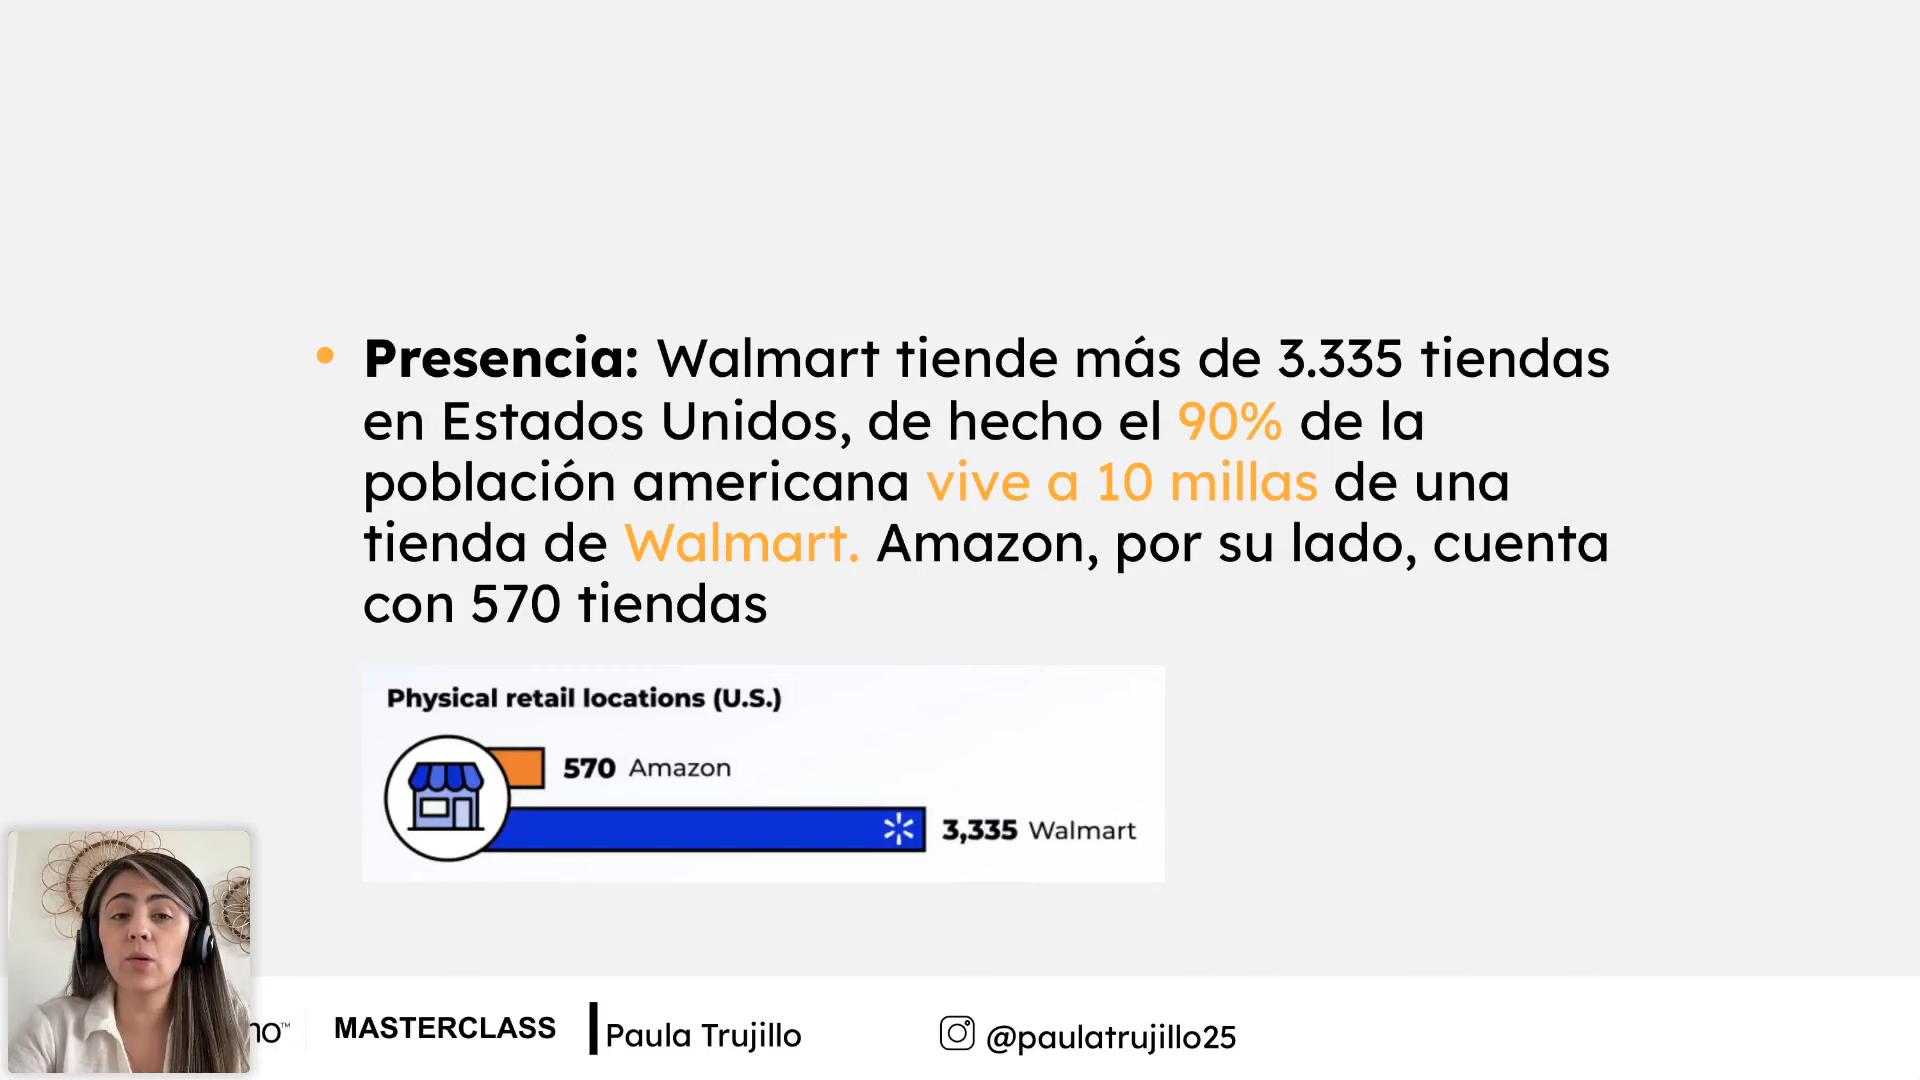 • Presencia: Walmart tiende más de 3.335 tiendas
en Estados Unidos, de hecho el 90% de la
población americana vive a 10 millas de una
tienda de Walmart. Amazon, por su lado, cuenta
con 570 tiendas
Physical retail locations (U.S.)
570 Amazon
3,335 Walmart
MASTERCLASS
Paula Trujillo
@paulatrujillo25